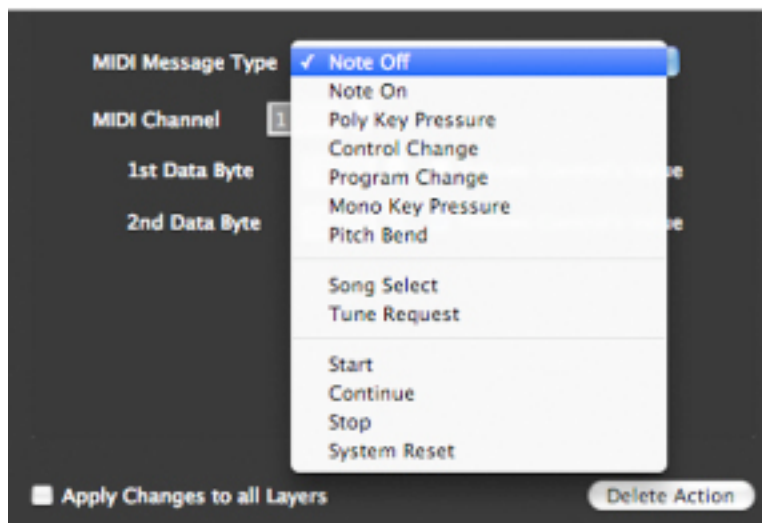 MIDI Message Type ✓ Note Off
Note On
MIDI Channel 1
Poly Key Pressure
Control Change
1st Data Byte
Program Change
Mono Key Pressure
2nd Data Byte
Pitch Bend
Song Select
Tune Request
Start
Continue
Stop
System Reset
Apply Changes to all Layers
Delete Action